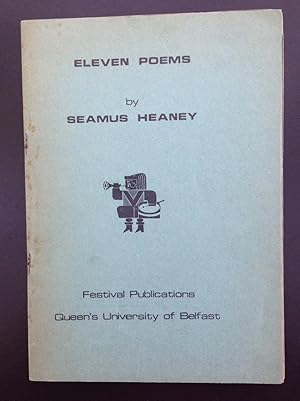 ELEVEN POEMS
by
SEAMUS HEANEY
Festival Publications
Queen's University of Belfast